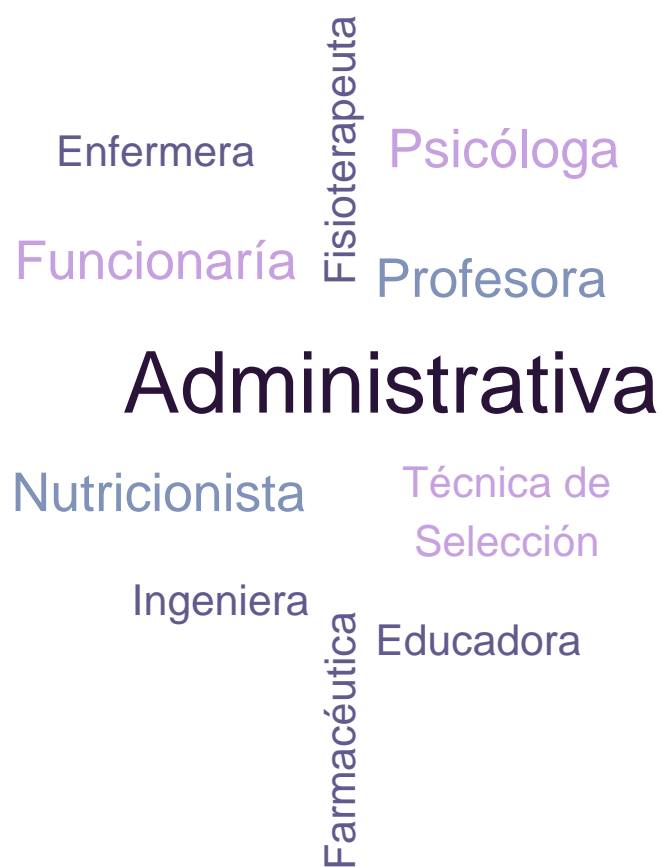 Fisioterapeuta
Enfermera
Psicóloga
Funcionaría
Profesora
Administrativa
Nutricionista
Técnica de
Selección
Ingeniera
Educadora
Farmacéutica